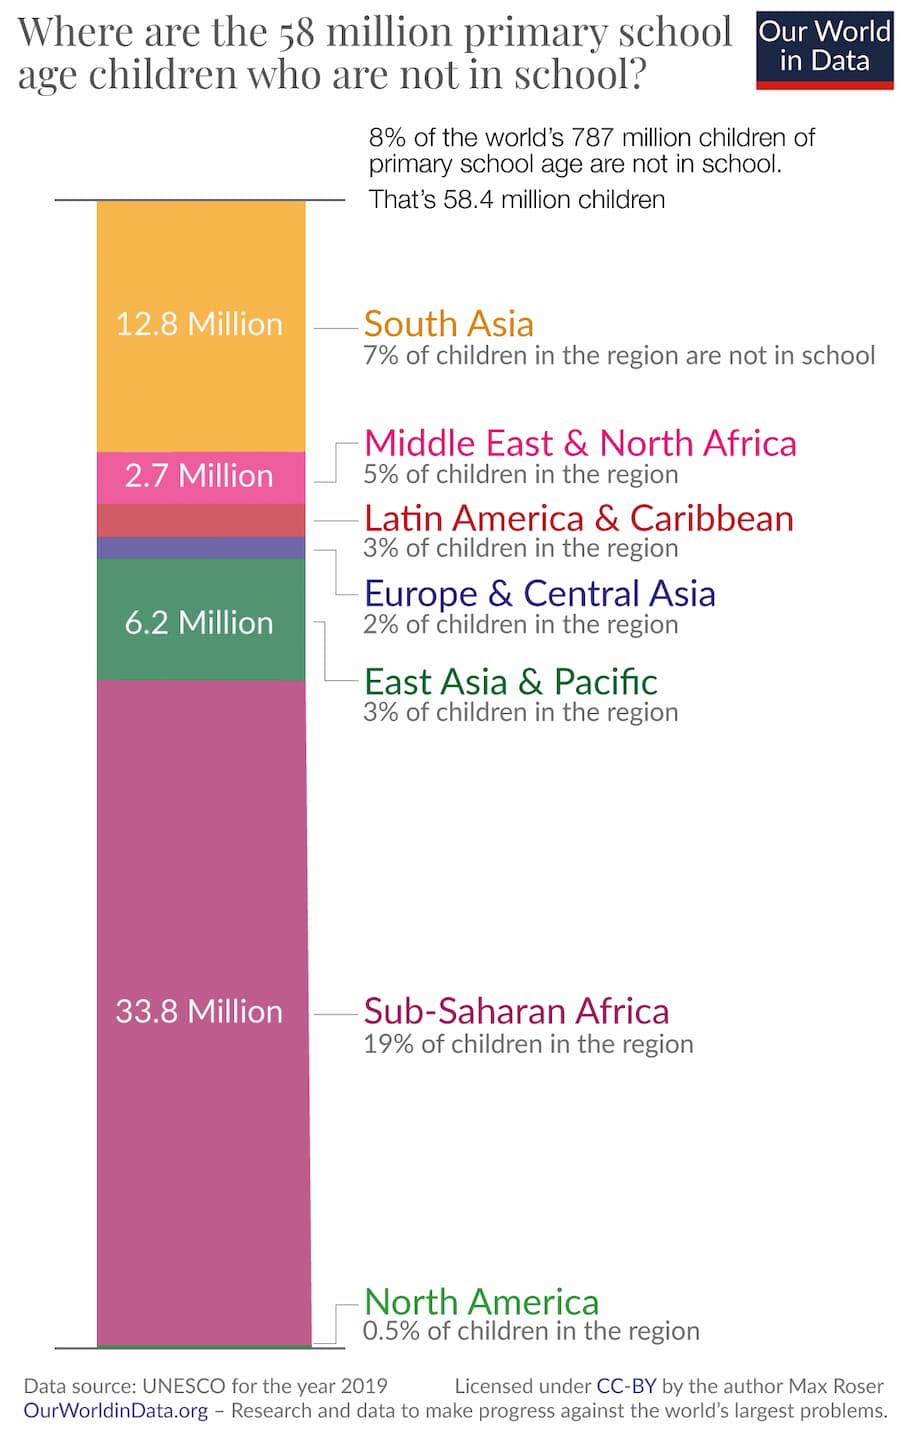 Where are the 58 million primary school
age children who are not in school?
Our World
in Data
8% of the world's 787 million children of
primary school age are not in school.
That's 58.4 million children
12.8 Million
South Asia
7% of children in the region are not in school
Middle East & North Africa
2.7 Million
5% of children in the region
Latin America & Caribbean
3% of children in the region
Europe & Central Asia
6.2 Million
2% of children in the region
East Asia & Pacific
3% of children in the region
33.8 Million
Sub-Saharan Africa
19% of children in the region
North America
0.5% of children in the region
Data source: UNESCO for the year 2019
Licensed under CC-BY by the author Max Roser
OurWorldinData.org – Research and data to make progress against the world's largest problems.